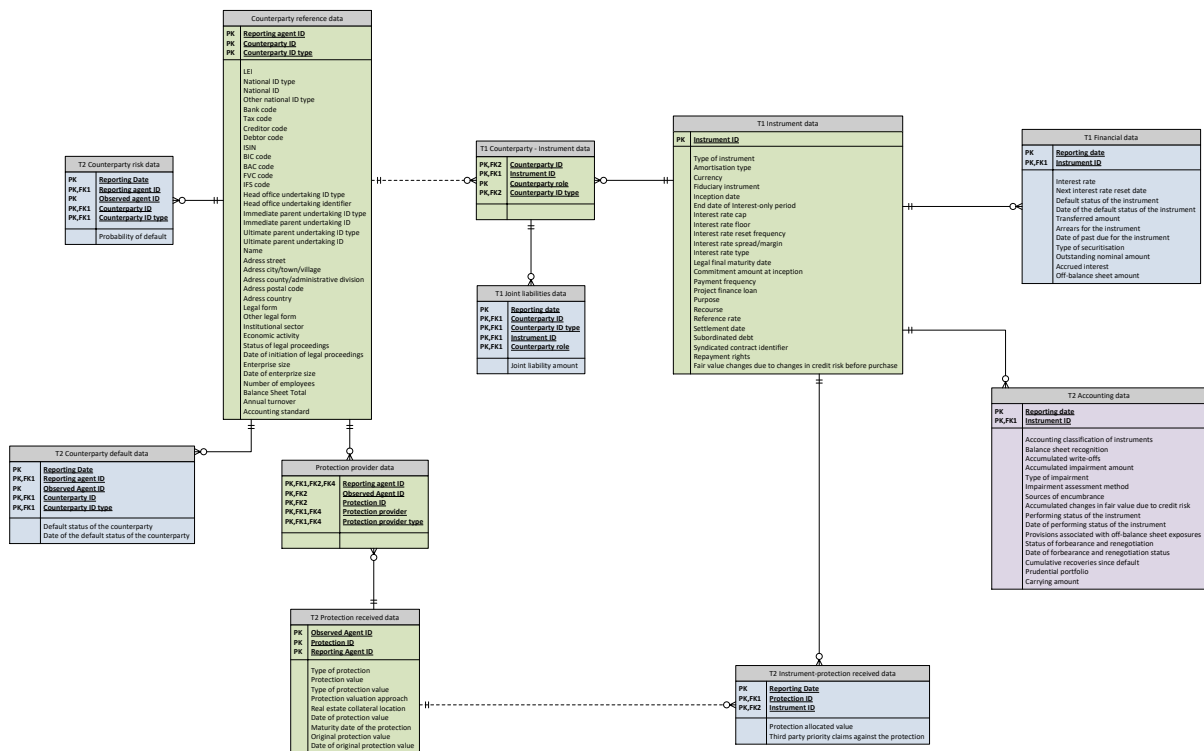 Counterparty reference data
PK Reporting agent ID
PK Counterparty ID
PK Counterparty ID type
LEI
National ID type
National ID
Other national ID type
Bank code
Tax code
Creditor code
Debtor code
ISIN
BIC code
BAC code
FVC code
IFS code
Head office undertaking ID type
Head office undertaking identifier
Immediate parent undertaking ID type
Immediate parent undertaking ID
Ultimate parent undertaking ID type
Ultimate parent undertaking ID
Name
Adress street
Adress city/town/village
Adress county/administrative division
Adress postal code
Adress country
Legal form
Other legal form
Institutional sector
Economic activity
Status of legal proceedings
Date of initiation of legal proceedings
Enterprise size
Date of enterprize size
Number of employees
Balance Sheet Total
Annual turnover
Accounting standard
T2 Counterparty risk data
PK Reporting Date
PK,FK1 Reporting agent ID
PK Observed agent ID
PK,FK1 Counterparty ID
PK,FK1 Counterparty ID type
Probability of default
T1 Counterparty - Instrument data
PK,FK2 Counterparty ID
PK,FK1 Instrument ID
PK Counterparty role
PK,FK2 Counterparty ID type
T1 Joint liabilities data
PK Reporting date
PK,FK1 Counterparty ID
PK,FK1 Counterparty ID type
PK,FK1 Instrument ID
PK,FK1 Counterparty role
Joint liability amount
T1 Instrument data
PK Instrument ID
Type of instrument
Amortisation type
Currency
Fiduciary instrument
Inception date
End date of Interest-only period
Interest rate cap
Interest rate floor
Interest rate reset frequency
Interest rate spread/margin
Interest rate type
Legal final maturity date
Commitment amount at inception
Payment frequency
Project finance loan
Purpose
Recourse
Reference rate
Settlement date
Subordinated debt
Syndicated contract identifier
Repayment rights
Fair value changes due to changes in credit risk before purchase
T1 Financial data
PK Reporting date
PK,FK1 Instrument ID
Interest rate
Next interest rate reset date
Default status of the instrument
Date of the default status of the instrument
Transferred amount
Arrears for the instrument
Date of past due for the instrument
Type of securitisation
Outstanding nominal amount
Accrued interest
Off-balance sheet amount
T2 Accounting data
PK Reporting date
PK,FK1 Instrument ID
Accounting classification of instruments
Balance sheet recognition
Accumulated write-offs
Accumulated impairment amount
Type of impairment
Impairment assessment method
Sources of encumbrance
Accumulated changes in fair value due to credit risk
Performing status of the instrument
Date of performing status of the instrument
Provisions associated with off-balance sheet exposures
Status of forbearance and renegotiation
Date of forbearance and renegotiation status
Cumulative recoveries since default
Prudential portfolio
Carrying amount
T2 Counterparty default data
PK Reporting Date
PK,FK1 Reporting agent ID
PK Observed Agent ID
PK,FK1 Counterparty ID
PK,FK1 Counterparty ID type
Default status of the counterparty
Date of the default status of the counterparty
Protection provider data
PK,FK1,FK2,FK4 Reporting agent ID
PK,FK2 Observed Agent ID
PK,FK2 Protection ID
PK,FK1,FK4 Protection provider
PK,FK1,FK4 Protection provider type
T2 Protection received data
PK Observed Agent ID
PK Protection ID
PK Reporting Agent ID
Type of protection
Protection value
Type of protection value
Protection valuation approach
Real estate collateral location
Date of protection value
Maturity date of the protection
Original protection value
Date of original protection value
T2 Instrument-protection received data
PK Reporting Date
PK,FK1 Protection ID
PK,FK2 Instrument ID
Protection allocated value
Third party priority claims against the protection